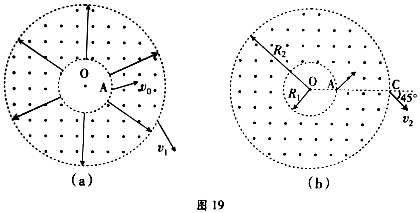 O
A
v₀
v₁
(a)
R₂
O
R₁
A
C
45°
v₂
(b)
图 19